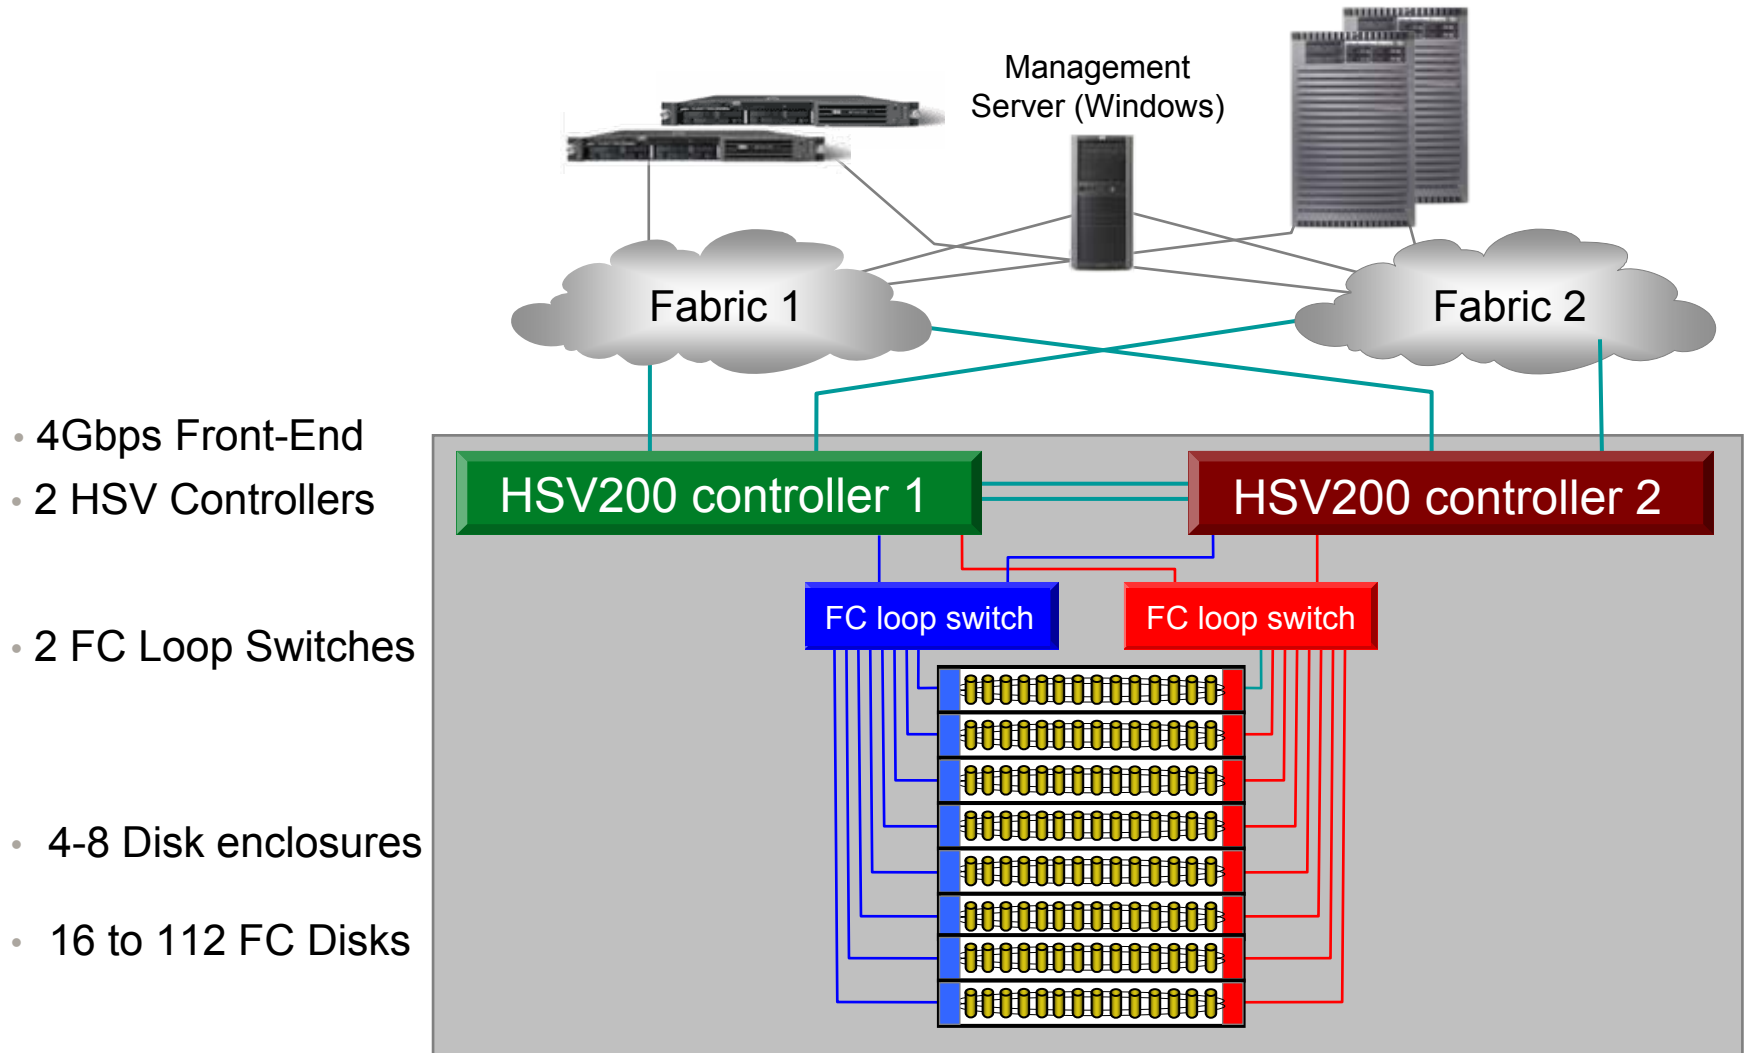 Management
Server (Windows)
Fabric 1
Fabric 2
• 4Gbps Front-End
• 2 HSV Controllers
HSV200 controller 1
HSV200 controller 2
FC loop switch
FC loop switch
• 2 FC Loop Switches
• 4-8 Disk enclosures
• 16 to 112 FC Disks